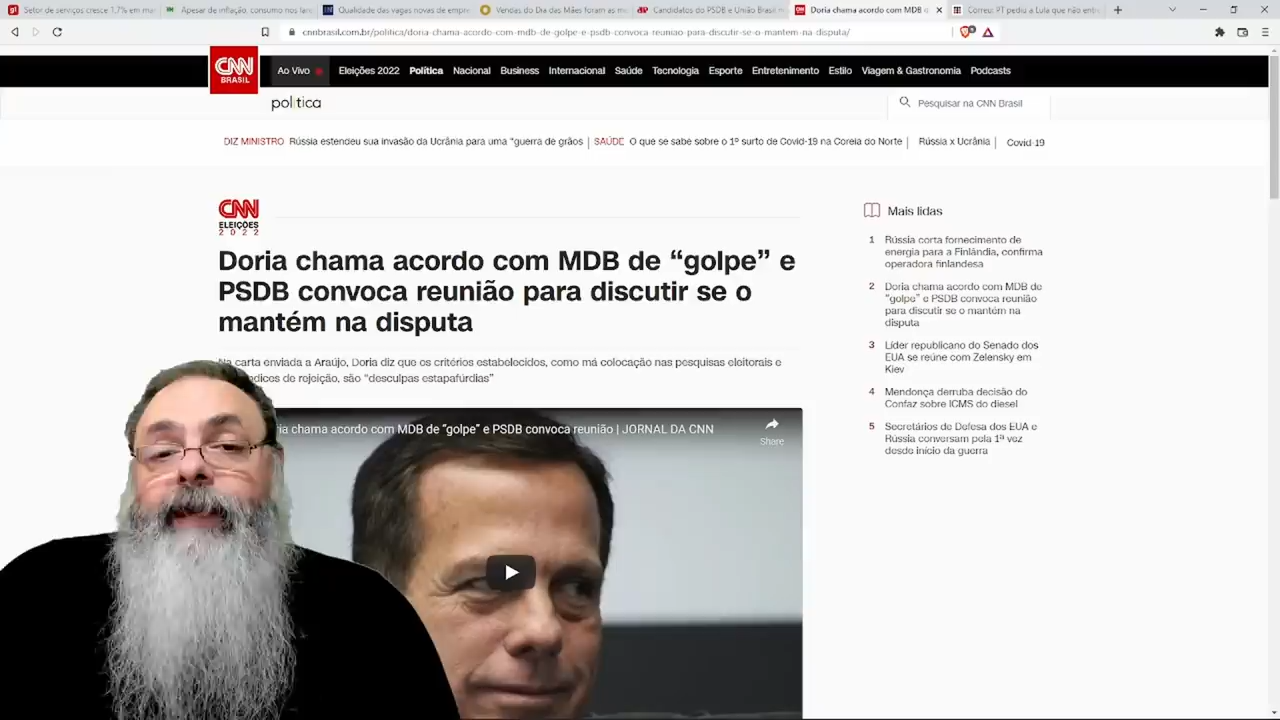 Setor de serviços cresce 1,7% em mar
Apesar de inflação, consumo nos lare
Qualidade das vagas novas de empre
Vendas do Dia das Mães foram as m
Candidatos do PSDB e União Brasil n
Doria chama acordo com MDB d
Correu: PT pediu a Lula que não ent
cnnbrasil.com.br/politica/doria-chama-acordo-com-mdb-de-golpe-e-psdb-convoca-reuniao-para-discutir-se-o-mantem-na-disputa/
CNN
BRASIL
Ao Vivo
Eleições 2022
Política
Nacional
Business
Internacional
Saúde
Tecnologia
Esporte
Entretenimento
Estilo
Viagem & Gastronomia
Podcasts
política
Pesquisar na CNN Brasil
DIZ MINISTRO Rússia estendeu sua invasão da Ucrânia para uma “guerra de grãos | SAÚDE O que se sabe sobre o 1º surto de Covid-19 na Coreia do Norte | Rússia x Ucrânia | Covid-19
CNN
ELEIÇÕES
2022
Doria chama acordo com MDB de “golpe” e
PSDB convoca reunião para discutir se o
mantém na disputa
Na carta enviada a Araújo, Doria diz que os critérios estabelecidos, como má colocação nas pesquisas eleitorais e
índices de rejeição, são “desculpas estapafúrdias”
chama acordo com MDB de “golpe” e PSDB convoca reunião | JORNAL DA CNN
Share
Mais lidas
1 Rússia corta fornecimento de
energia para a Finlândia, confirma
operadora finlandesa
2 Doria chama acordo com MDB de
“golpe” e PSDB convoca reunião
para discutir se o mantém na
disputa
3 Líder republicano do Senado dos
EUA se reúne com Zelensky em
Kiev
4 Mendonça derruba decisão do
Confaz sobre ICMS do diesel
5 Secretários de Defesa dos EUA e
Rússia conversam pela 1ª vez
desde início da guerra